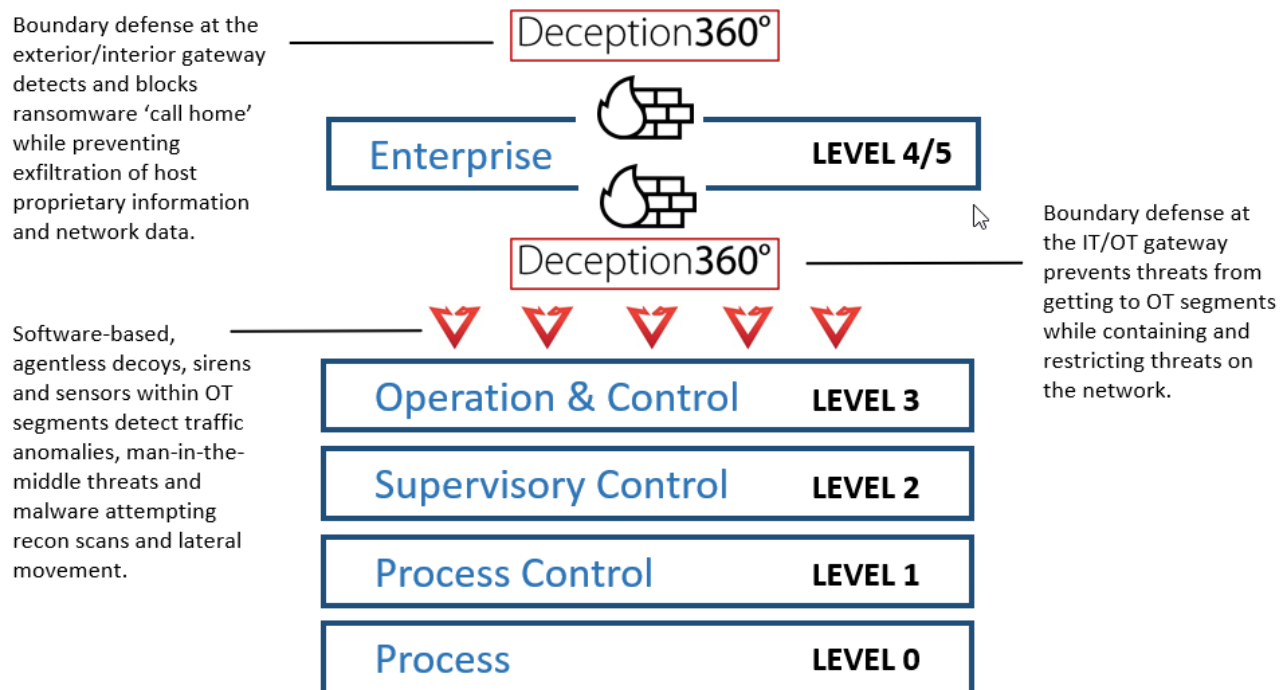 Boundary defense at the
exterior/interior gateway
detects and blocks
ransomware ‘call home’
while preventing
exfiltration of host
proprietary information
and network data.
Deception360°
Enterprise LEVEL 4/5
Deception360°
Boundary defense at
the IT/OT gateway
prevents threats from
getting to OT segments
while containing and
restricting threats on
the network.
Software-based,
agentless decoys, sirens
and sensors within OT
segments detect traffic
anomalies, man-in-the-
middle threats and
malware attempting
recon scans and lateral
movement.
Operation & Control LEVEL 3
Supervisory Control LEVEL 2
Process Control LEVEL 1
Process LEVEL 0